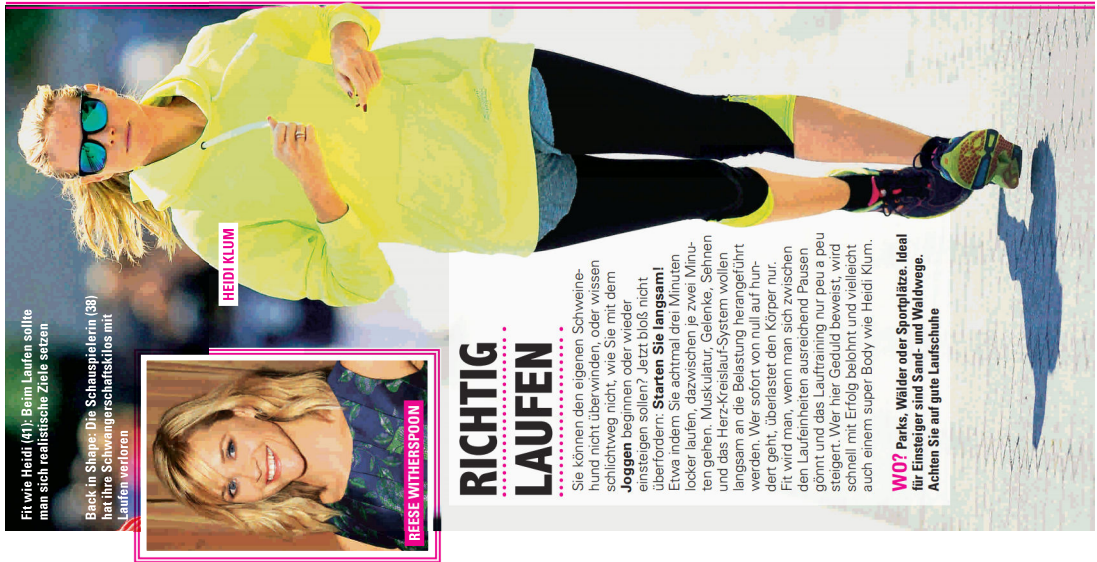 Fit wie Heidi (41): Beim Laufen sollte
man sich realistische Ziele setzen
Back in Shape: Die Schauspielerin (38)
hat ihre Schwangerschaftskilos mit
Laufen verloren
HEIDI KLUM
REESE WITHERSPOON
RICHTIG
LAUFEN
Sie können den eigenen Schweine-
hund nicht überwinden, oder wissen
schlichtweg nicht, wie Sie mit dem
Joggen beginnen oder wieder
einsteigen sollen? Jetzt bloß nicht
überfordern: Starten Sie langsam!
Etwa indem Sie achtmal drei Minuten
locker laufen, dazwischen je zwei Minu-
ten gehen. Muskulatur, Gelenke, Sehnen
und das Herz-Kreislauf-System wollen
langsam an die Belastung herangeführt
werden. Wer sofort von null auf hun-
dert geht, überlastet den Körper nur.
Fit wird man, wenn man sich zwischen
den Laufeinheiten ausreichend Pausen
gönnt und das Lauftraining nur peu a peu
steigert. Wer hier Geduld beweist, wird
schnell mit Erfolg belohnt und vielleicht
auch einem super Body wie Heidi Klum.
WO? Parks, Wälder oder Sportplätze. Ideal
für Einsteiger sind Sand- und Waldwege.
Achten Sie auf gute Laufschuhe